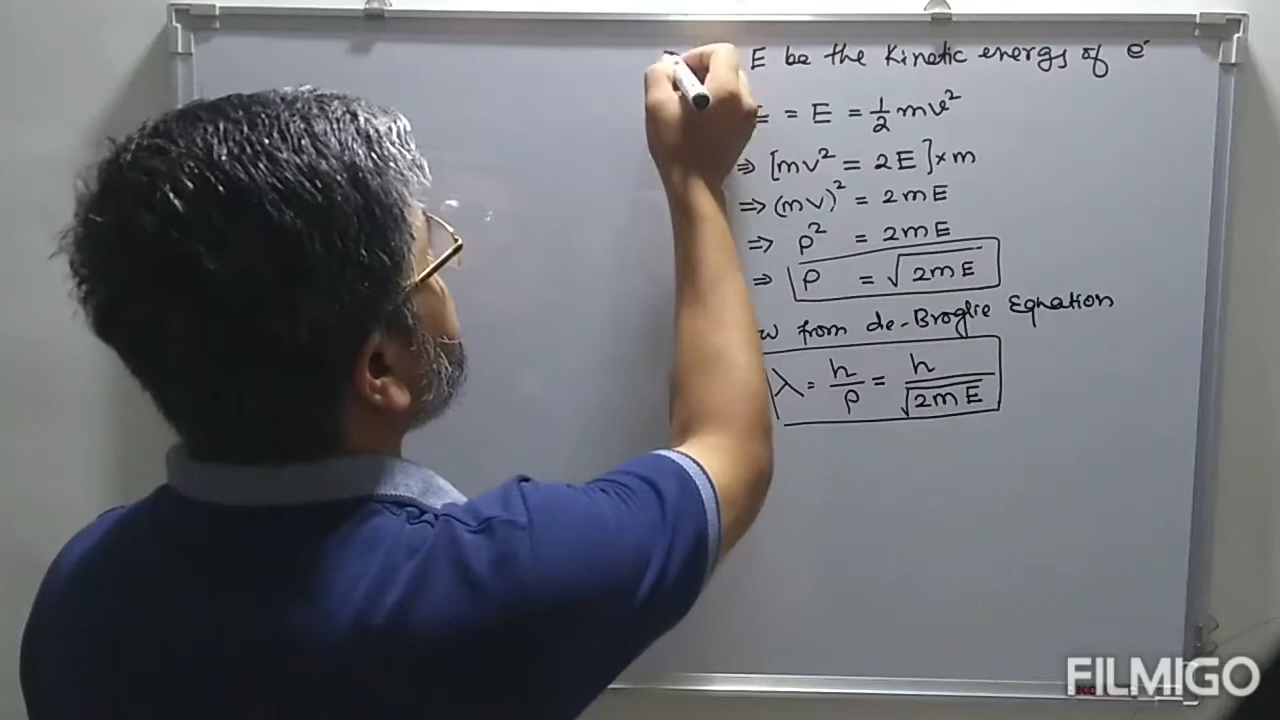 E be the Kinetic energy of e⁻
= E = 1/2 mv²
⇒ [mv² = 2E] × m
⇒ (mv)² = 2mE
⇒ p² = 2mE
⇒ p = √2mE
from de-Broglie Equation
λ = h/p = h/√2mE
FILMIGO